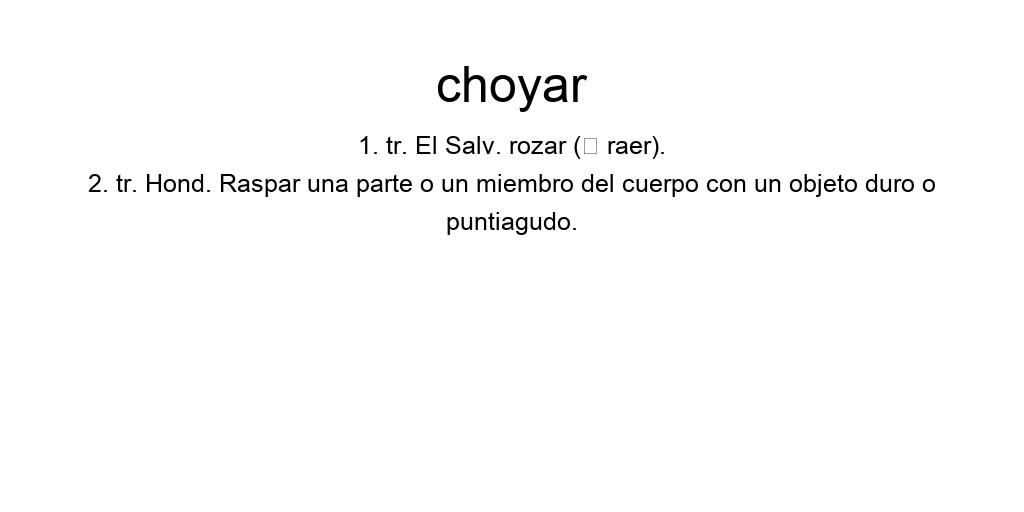 choyar
1. tr. El Salv. rozar (□ raer).
2. tr. Hond. Raspar una parte o un miembro del cuerpo con un objeto duro o
puntiagudo.